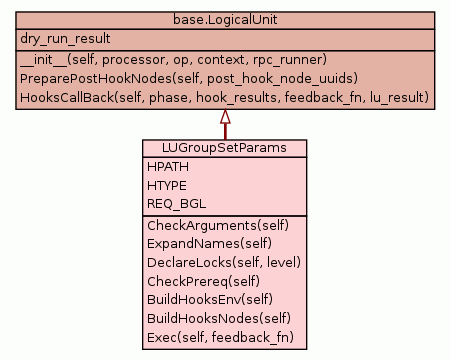 base.LogicalUnit
dry_run_result
__init__(self, processor, op, context, rpc_runner)
PreparePostHookNodes(self, post_hook_node_uuids)
HooksCallBack(self, phase, hook_results, feedback_fn, lu_result)
LUGroupSetParams
HPATH
HTYPE
REQ_BGL
CheckArguments(self)
ExpandNames(self)
DeclareLocks(self, level)
CheckPrereq(self)
BuildHooksEnv(self)
BuildHooksNodes(self)
Exec(self, feedback_fn)